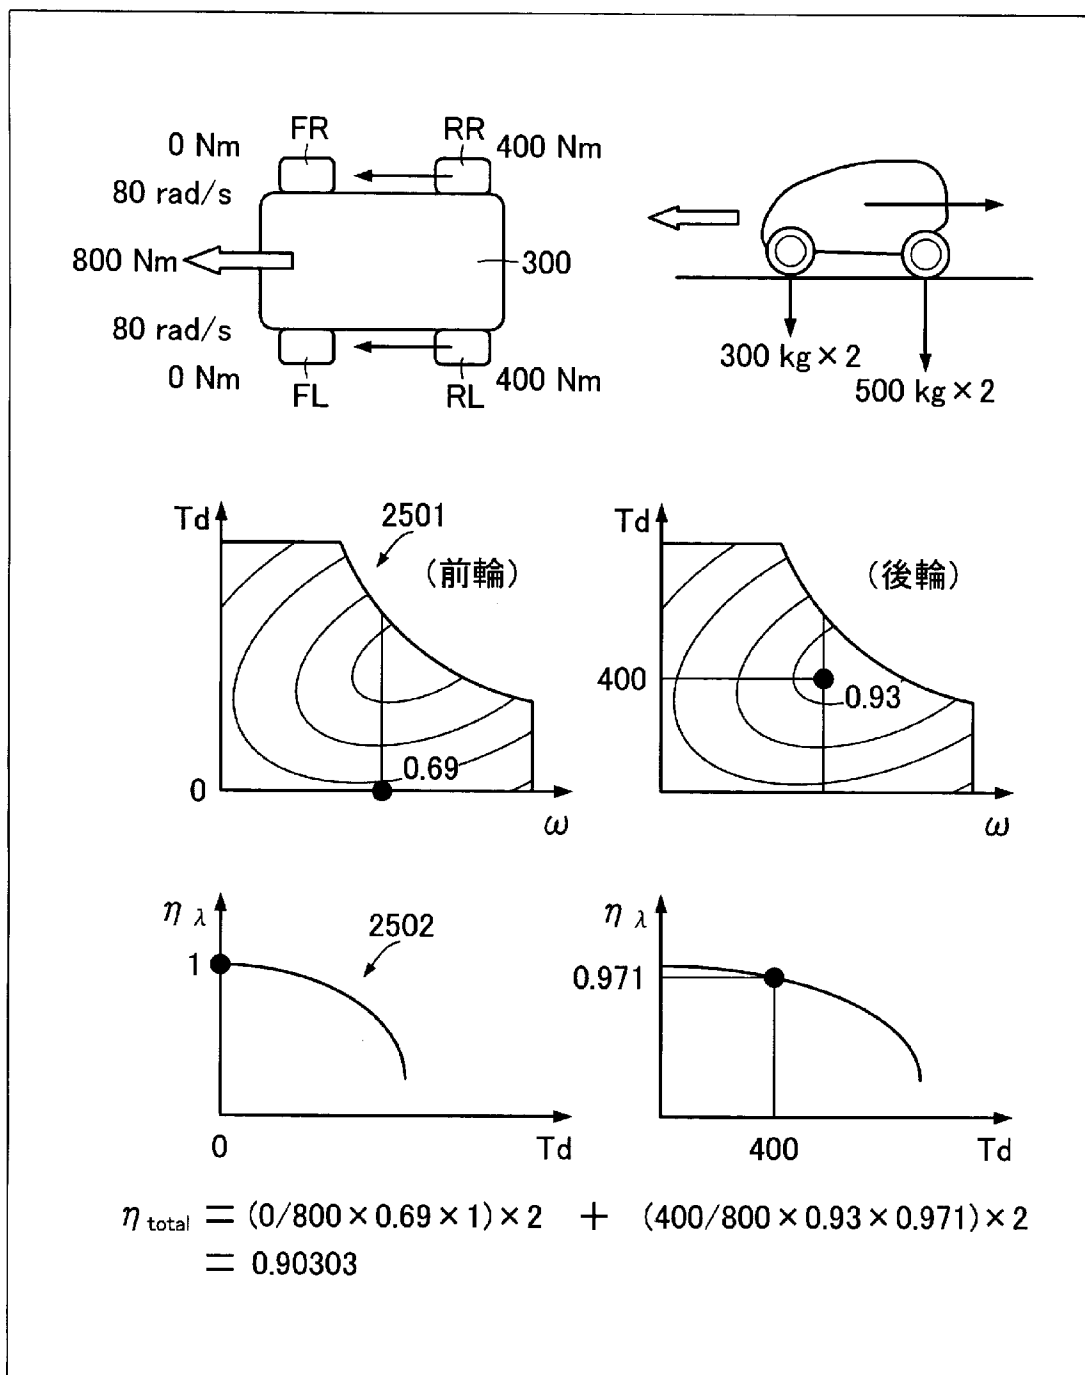 FR
RR
0 Nm
400 Nm
80 rad/s
800 Nm
300
80 rad/s
0 Nm
400 Nm
FL
RL
300 kg×2
500 kg×2
Td
2501
(前輪)
0.69
0
ω
Td
(後輪)
400
0.93
ω
η λ
2502
1
0
Td
η λ
0.971
400
Td
η total = (0/800×0.69×1)×2 + (400/800×0.93×0.971)×2
= 0.90303